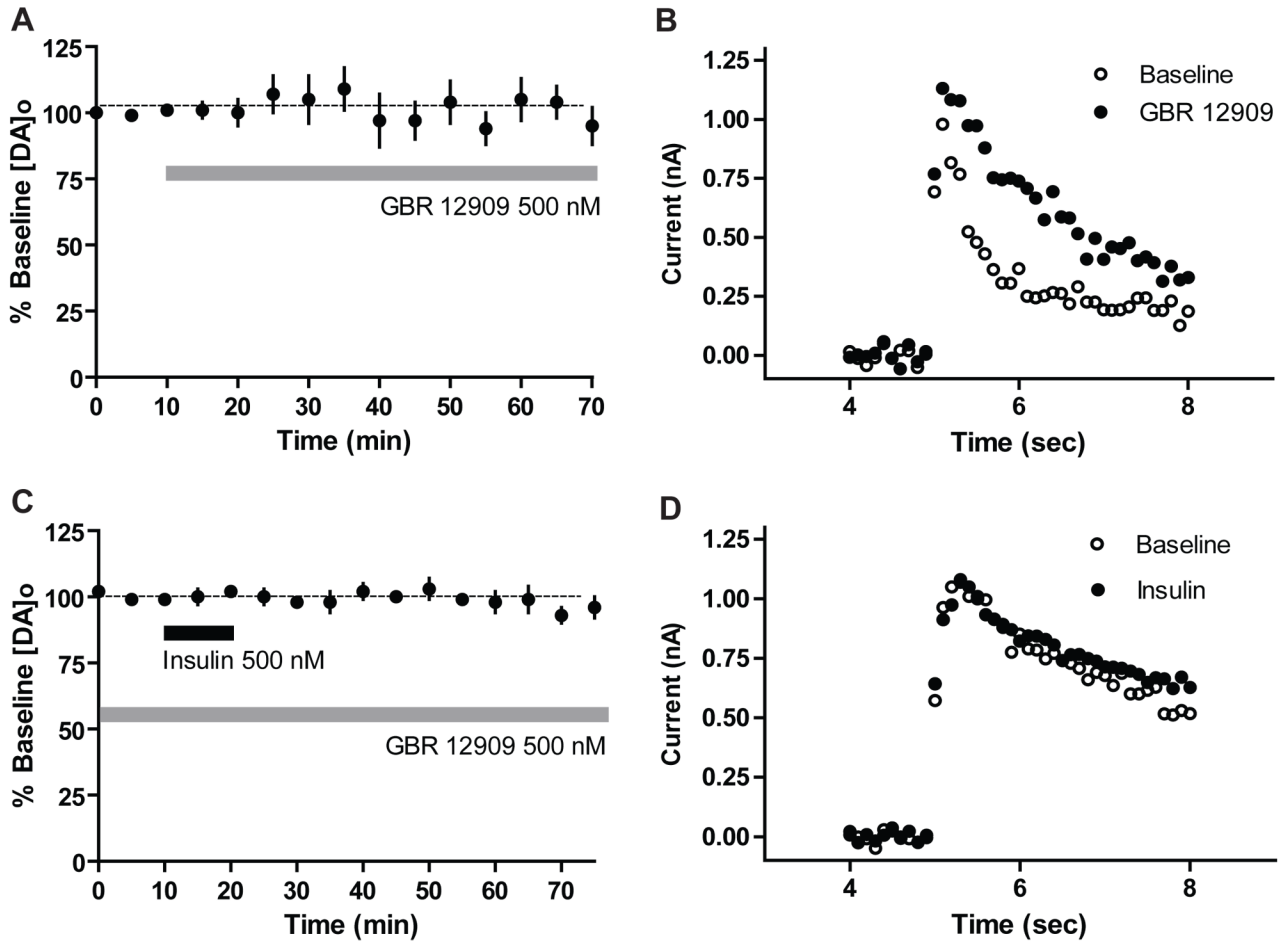 A
% Baseline [DA]o
125
100
75
50
25
0
GBR 12909 500 nM
0 10 20 30 40 50 60 70
Time (min)
B
Current (nA)
1.25
1.00
0.75
0.50
0.25
0.00
Baseline
GBR 12909
4 6 8
Time (sec)
C
% Baseline [DA]o
125
100
75
50
25
0
Insulin 500 nM
GBR 12909 500 nM
0 10 20 30 40 50 60 70
Time (min)
D
Current (nA)
1.25
1.00
0.75
0.50
0.25
0.00
Baseline
Insulin
4 6 8
Time (sec)